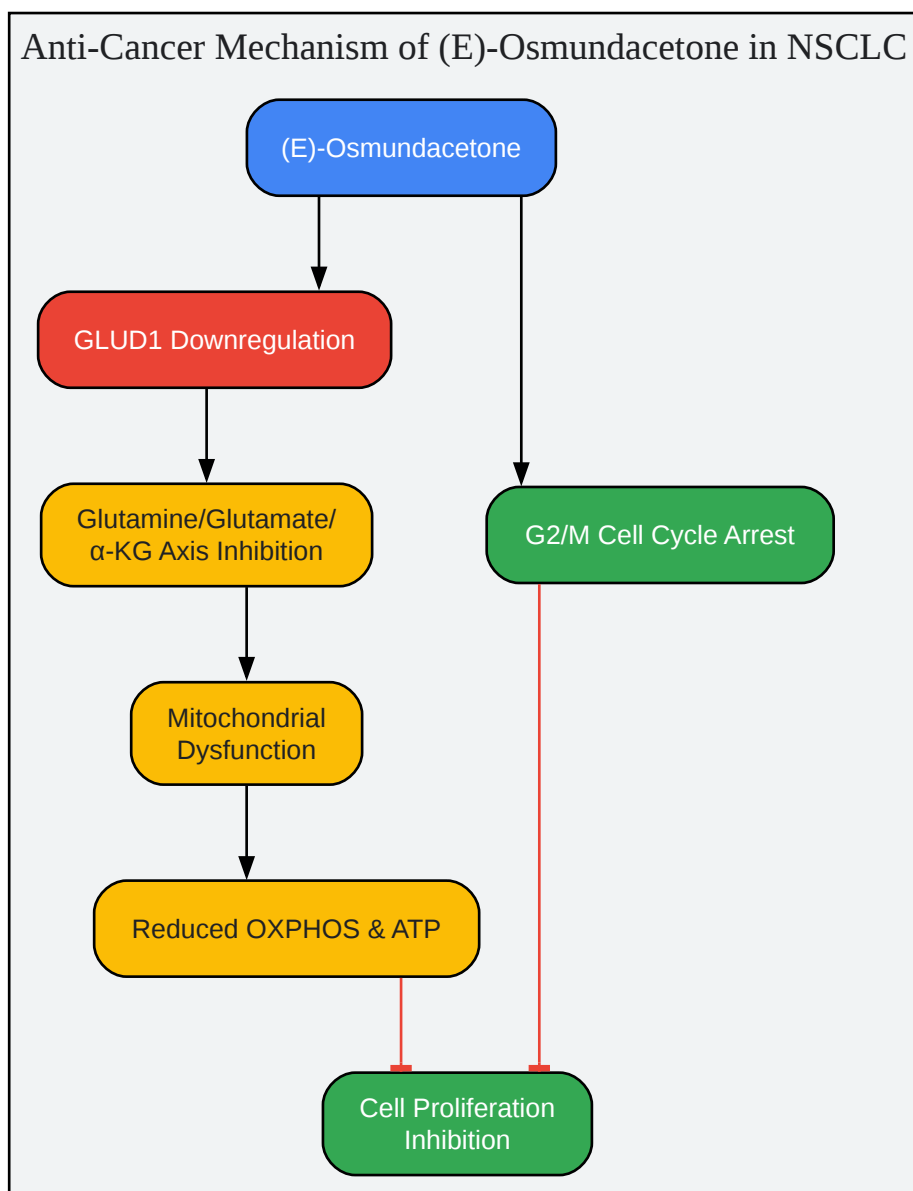 Anti-Cancer Mechanism of (E)-Osmundacetone in NSCLC
(E)-Osmundacetone
GLUD1 Downregulation
Glutamine/Glutamate/
α-KG Axis Inhibition
G2/M Cell Cycle Arrest
Mitochondrial
Dysfunction
Reduced OXPHOS & ATP
Cell Proliferation
Inhibition